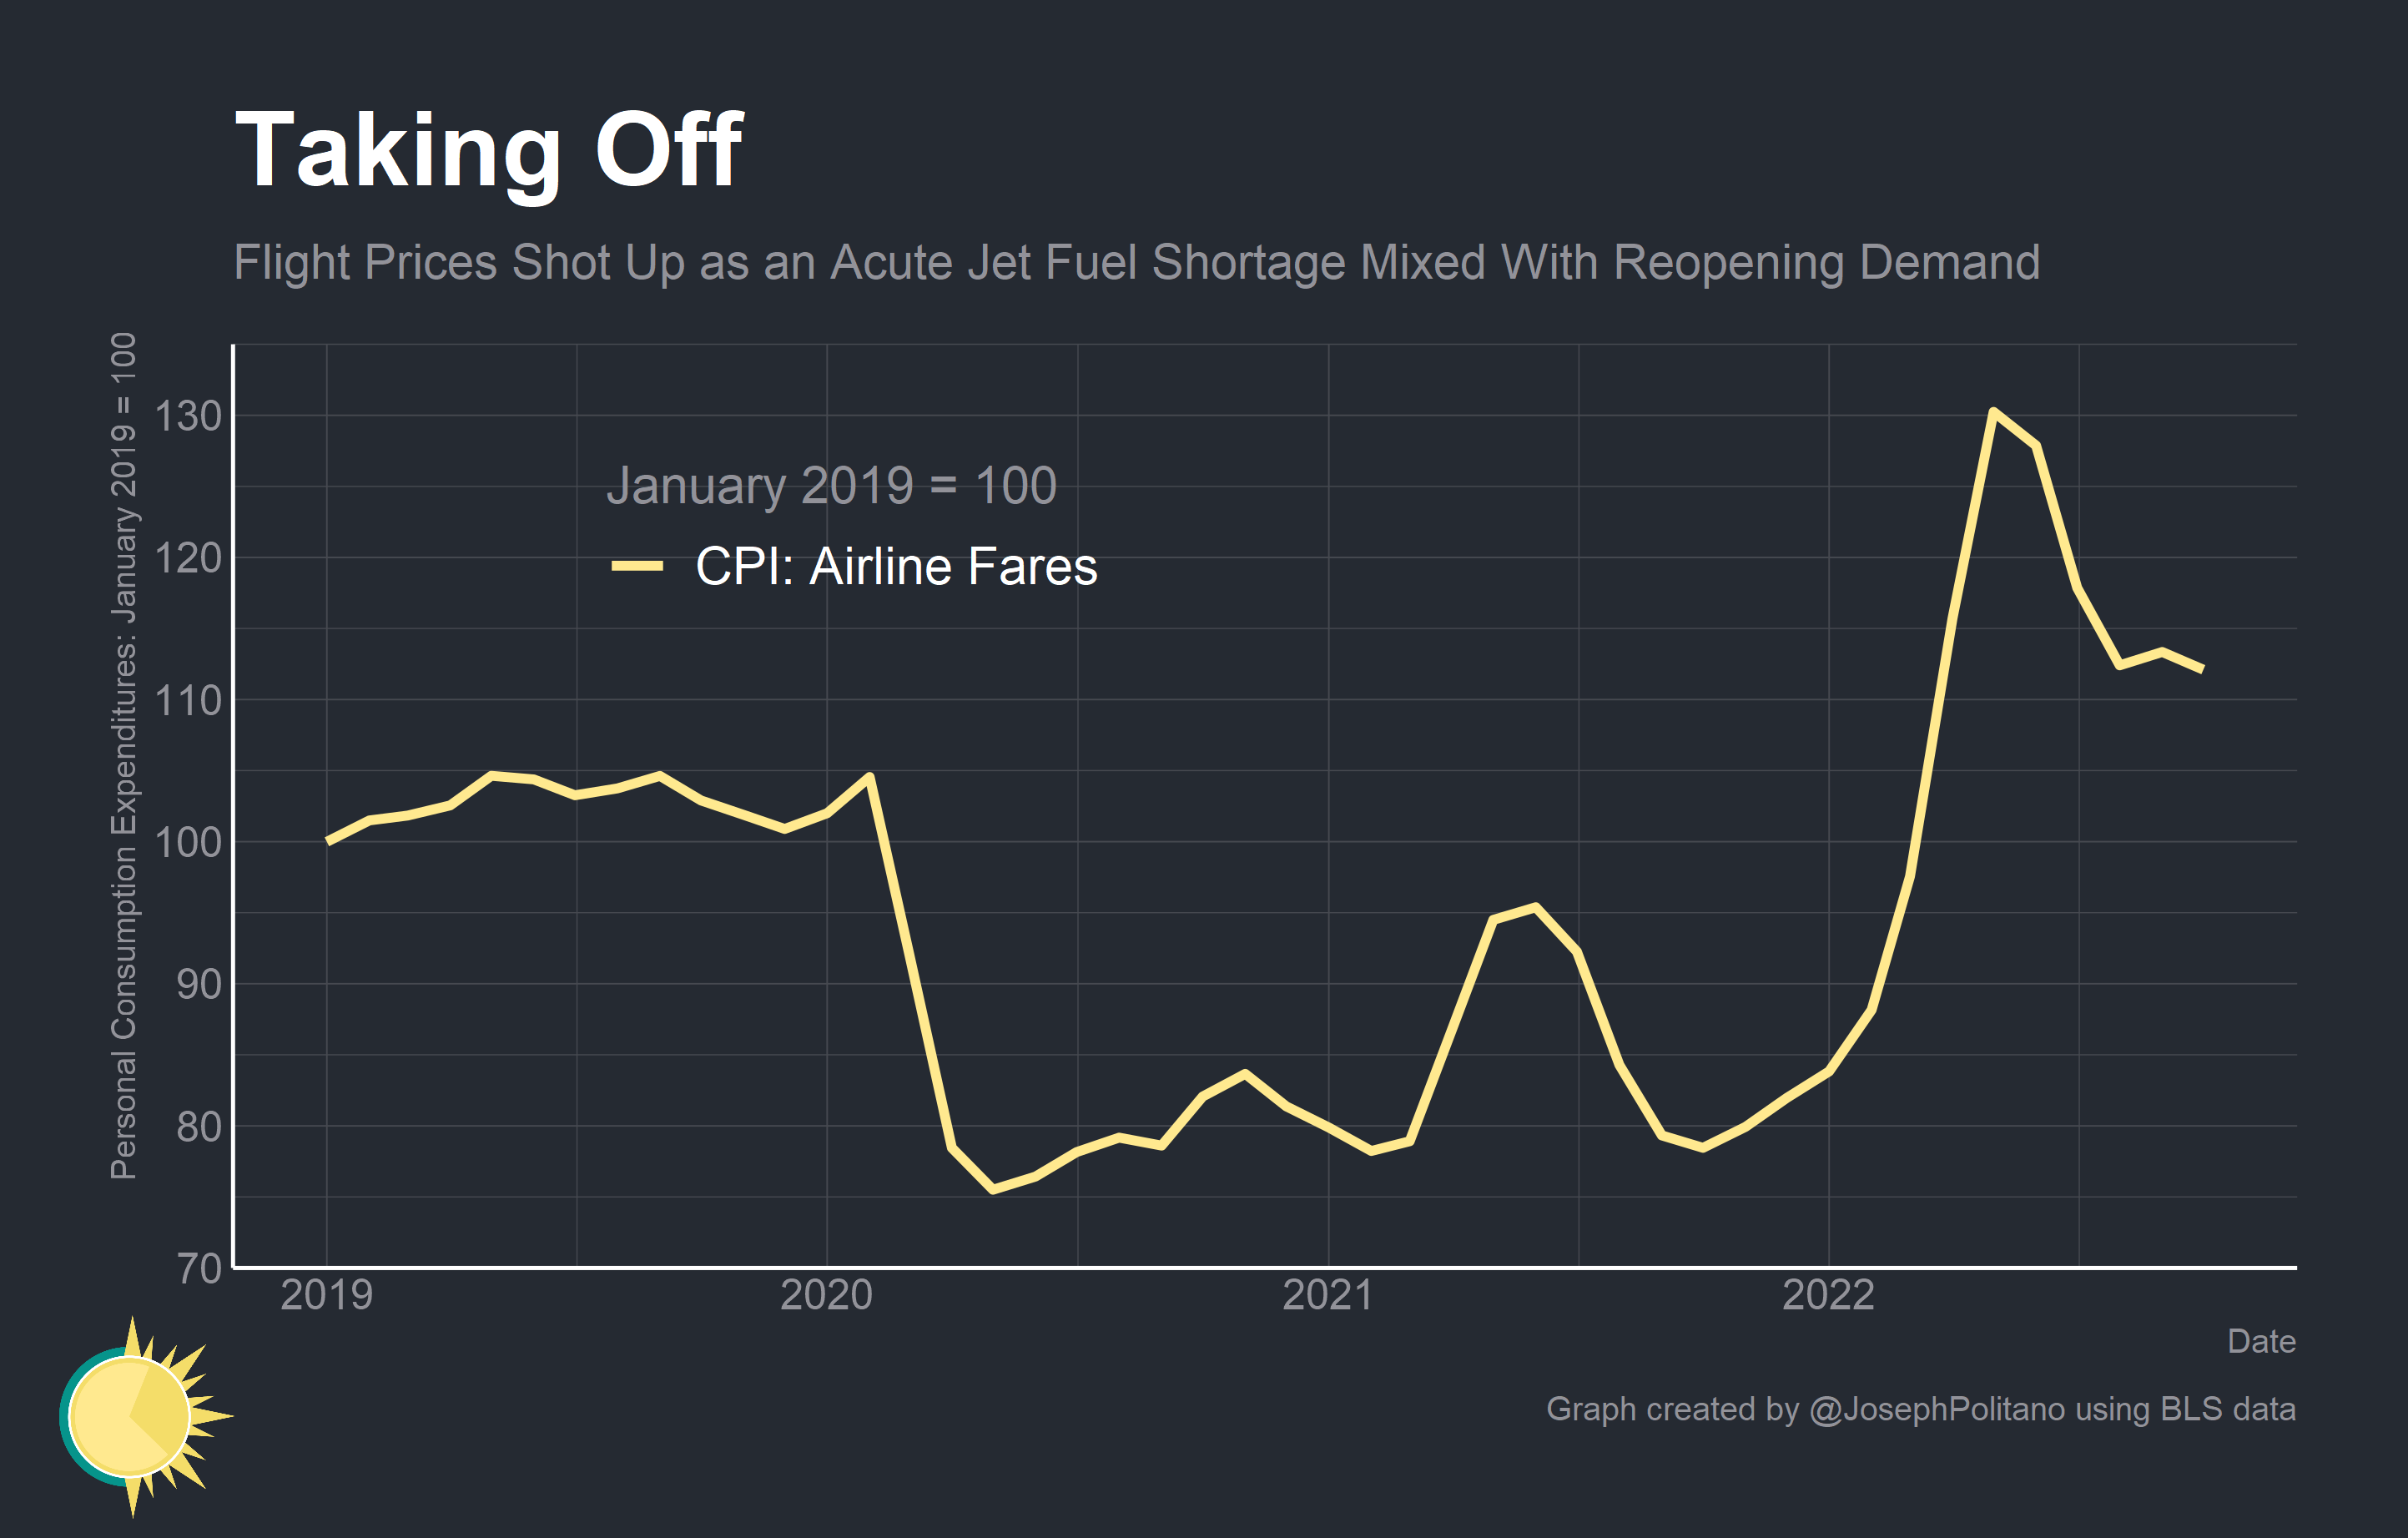 Taking Off
Flight Prices Shot Up as an Acute Jet Fuel Shortage Mixed With Reopening Demand
Personal Consumption Expenditures: January 2019 = 100
130
120
110
100
90
80
70
January 2019 = 100
CPI: Airline Fares
2019
2020
2021
2022
Date
Graph created by @JosephPolitano using BLS data